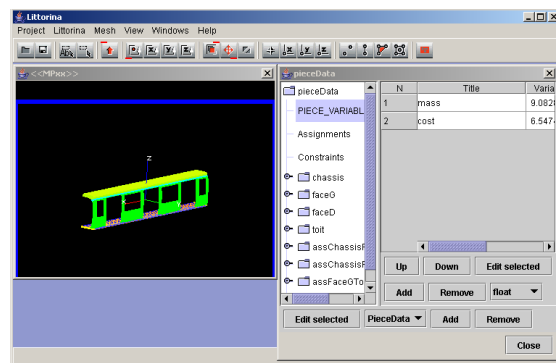 Littorina
Project Littorina Mesh View Windows Help
<<MPкк>>
pieceData
pieceData
PIECE_VARIABL
Assignments
Constraints
chassis
faceG
faceD
toit
assChassisF
assChassisF
assFaceGTo
N Title Varia
1 mass 9.0828
2 cost 6.547
Up Down Edit selected
Add Remove float
Edit selected PieceData Add Remove
Close
Z